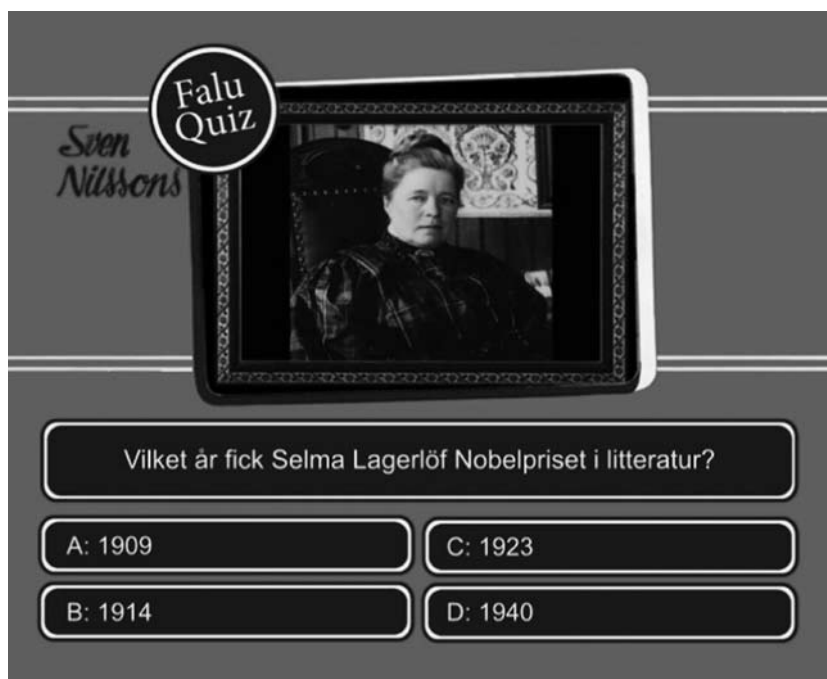 Falu
Quiz
Sven
Nilssons
Vilket år fick Selma Lagerlöf Nobelpriset i litteratur?
A: 1909
C: 1923
B: 1914
D: 1940